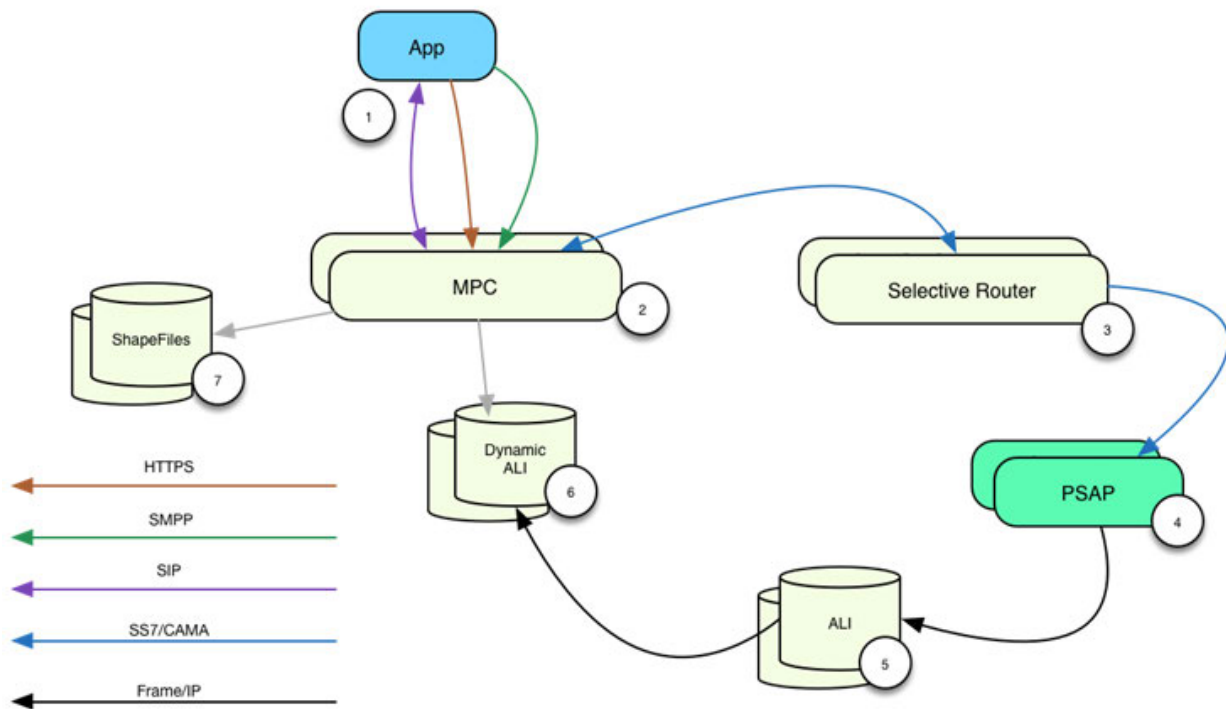 App
1
MPC
2
Selective Router
3
ShapeFiles
7
Dynamic
ALI
6
PSAP
4
ALI
5
HTTPS
SMPP
SIP
SS7/CAMA
Frame/IP